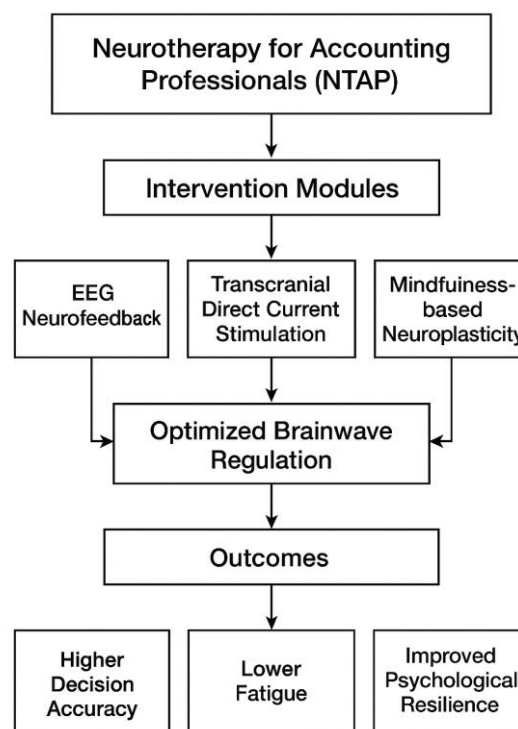 Neurotherapy for Accounting
Professionals (NTAP)
Intervention Modules
EEG
Neurofeedback
Transcranial
Direct Current
Stimulation
Mindfuiness-
based
Neuroplasticity
Optimized Brainwave
Regulation
Outcomes
Higher
Decision
Accuracy
Lower
Fatigue
Improved
Psychological
Resilience